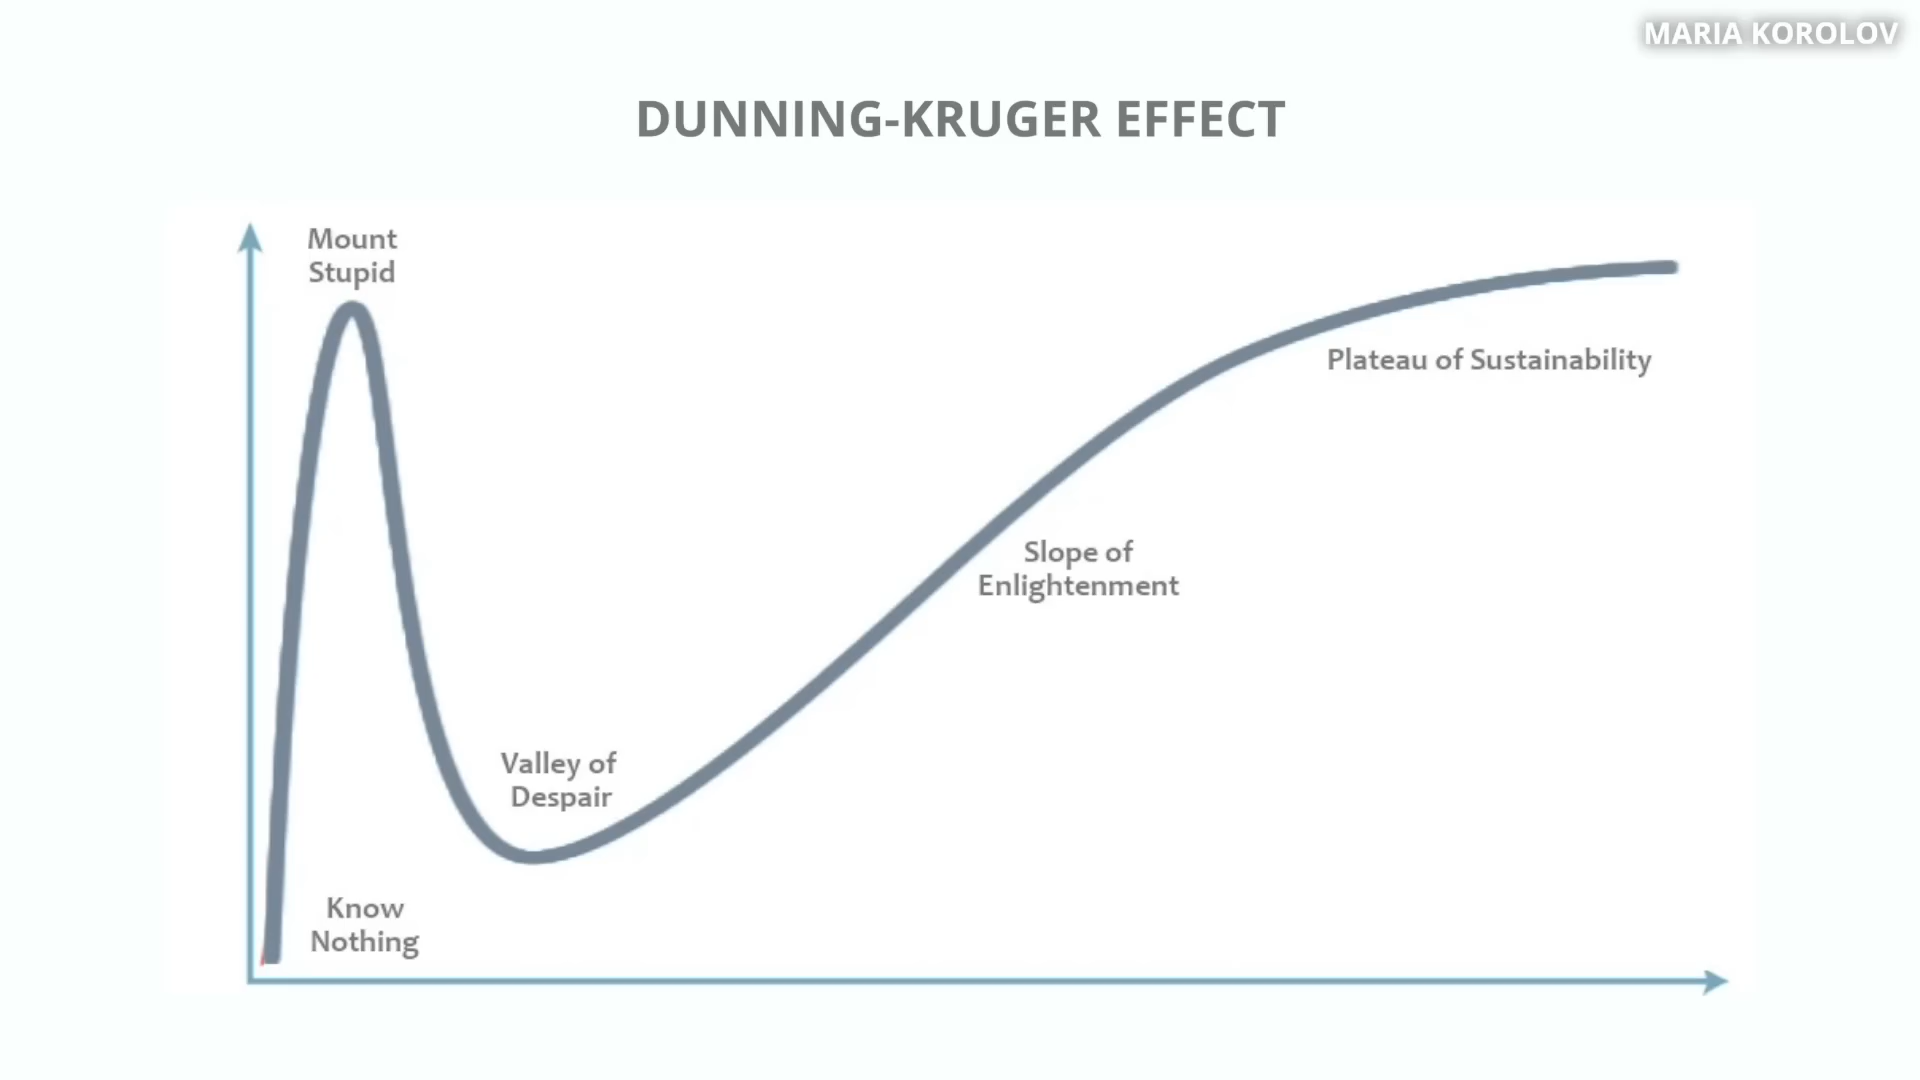 MARIA KOROLOV
DUNNING-KRUGER EFFECT
Mount
Stupid
Plateau of Sustainability
Slope of
Enlightenment
Valley of
Despair
Know
Nothing